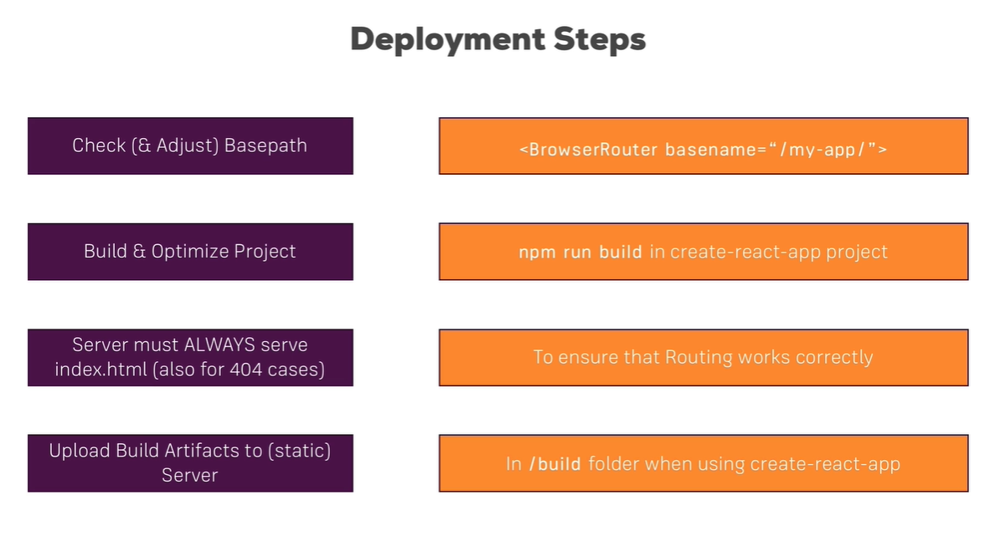 Deployment Steps
Check (& Adjust) Basepath
<BrowserRouter basename=“/my-app/”>
Build & Optimize Project
npm run build in create-react-app project
Server must ALWAYS serve
index.html (also for 404 cases)
To ensure that Routing works correctly
Upload Build Artifacts to (static)
Server
In /build folder when using create-react-app